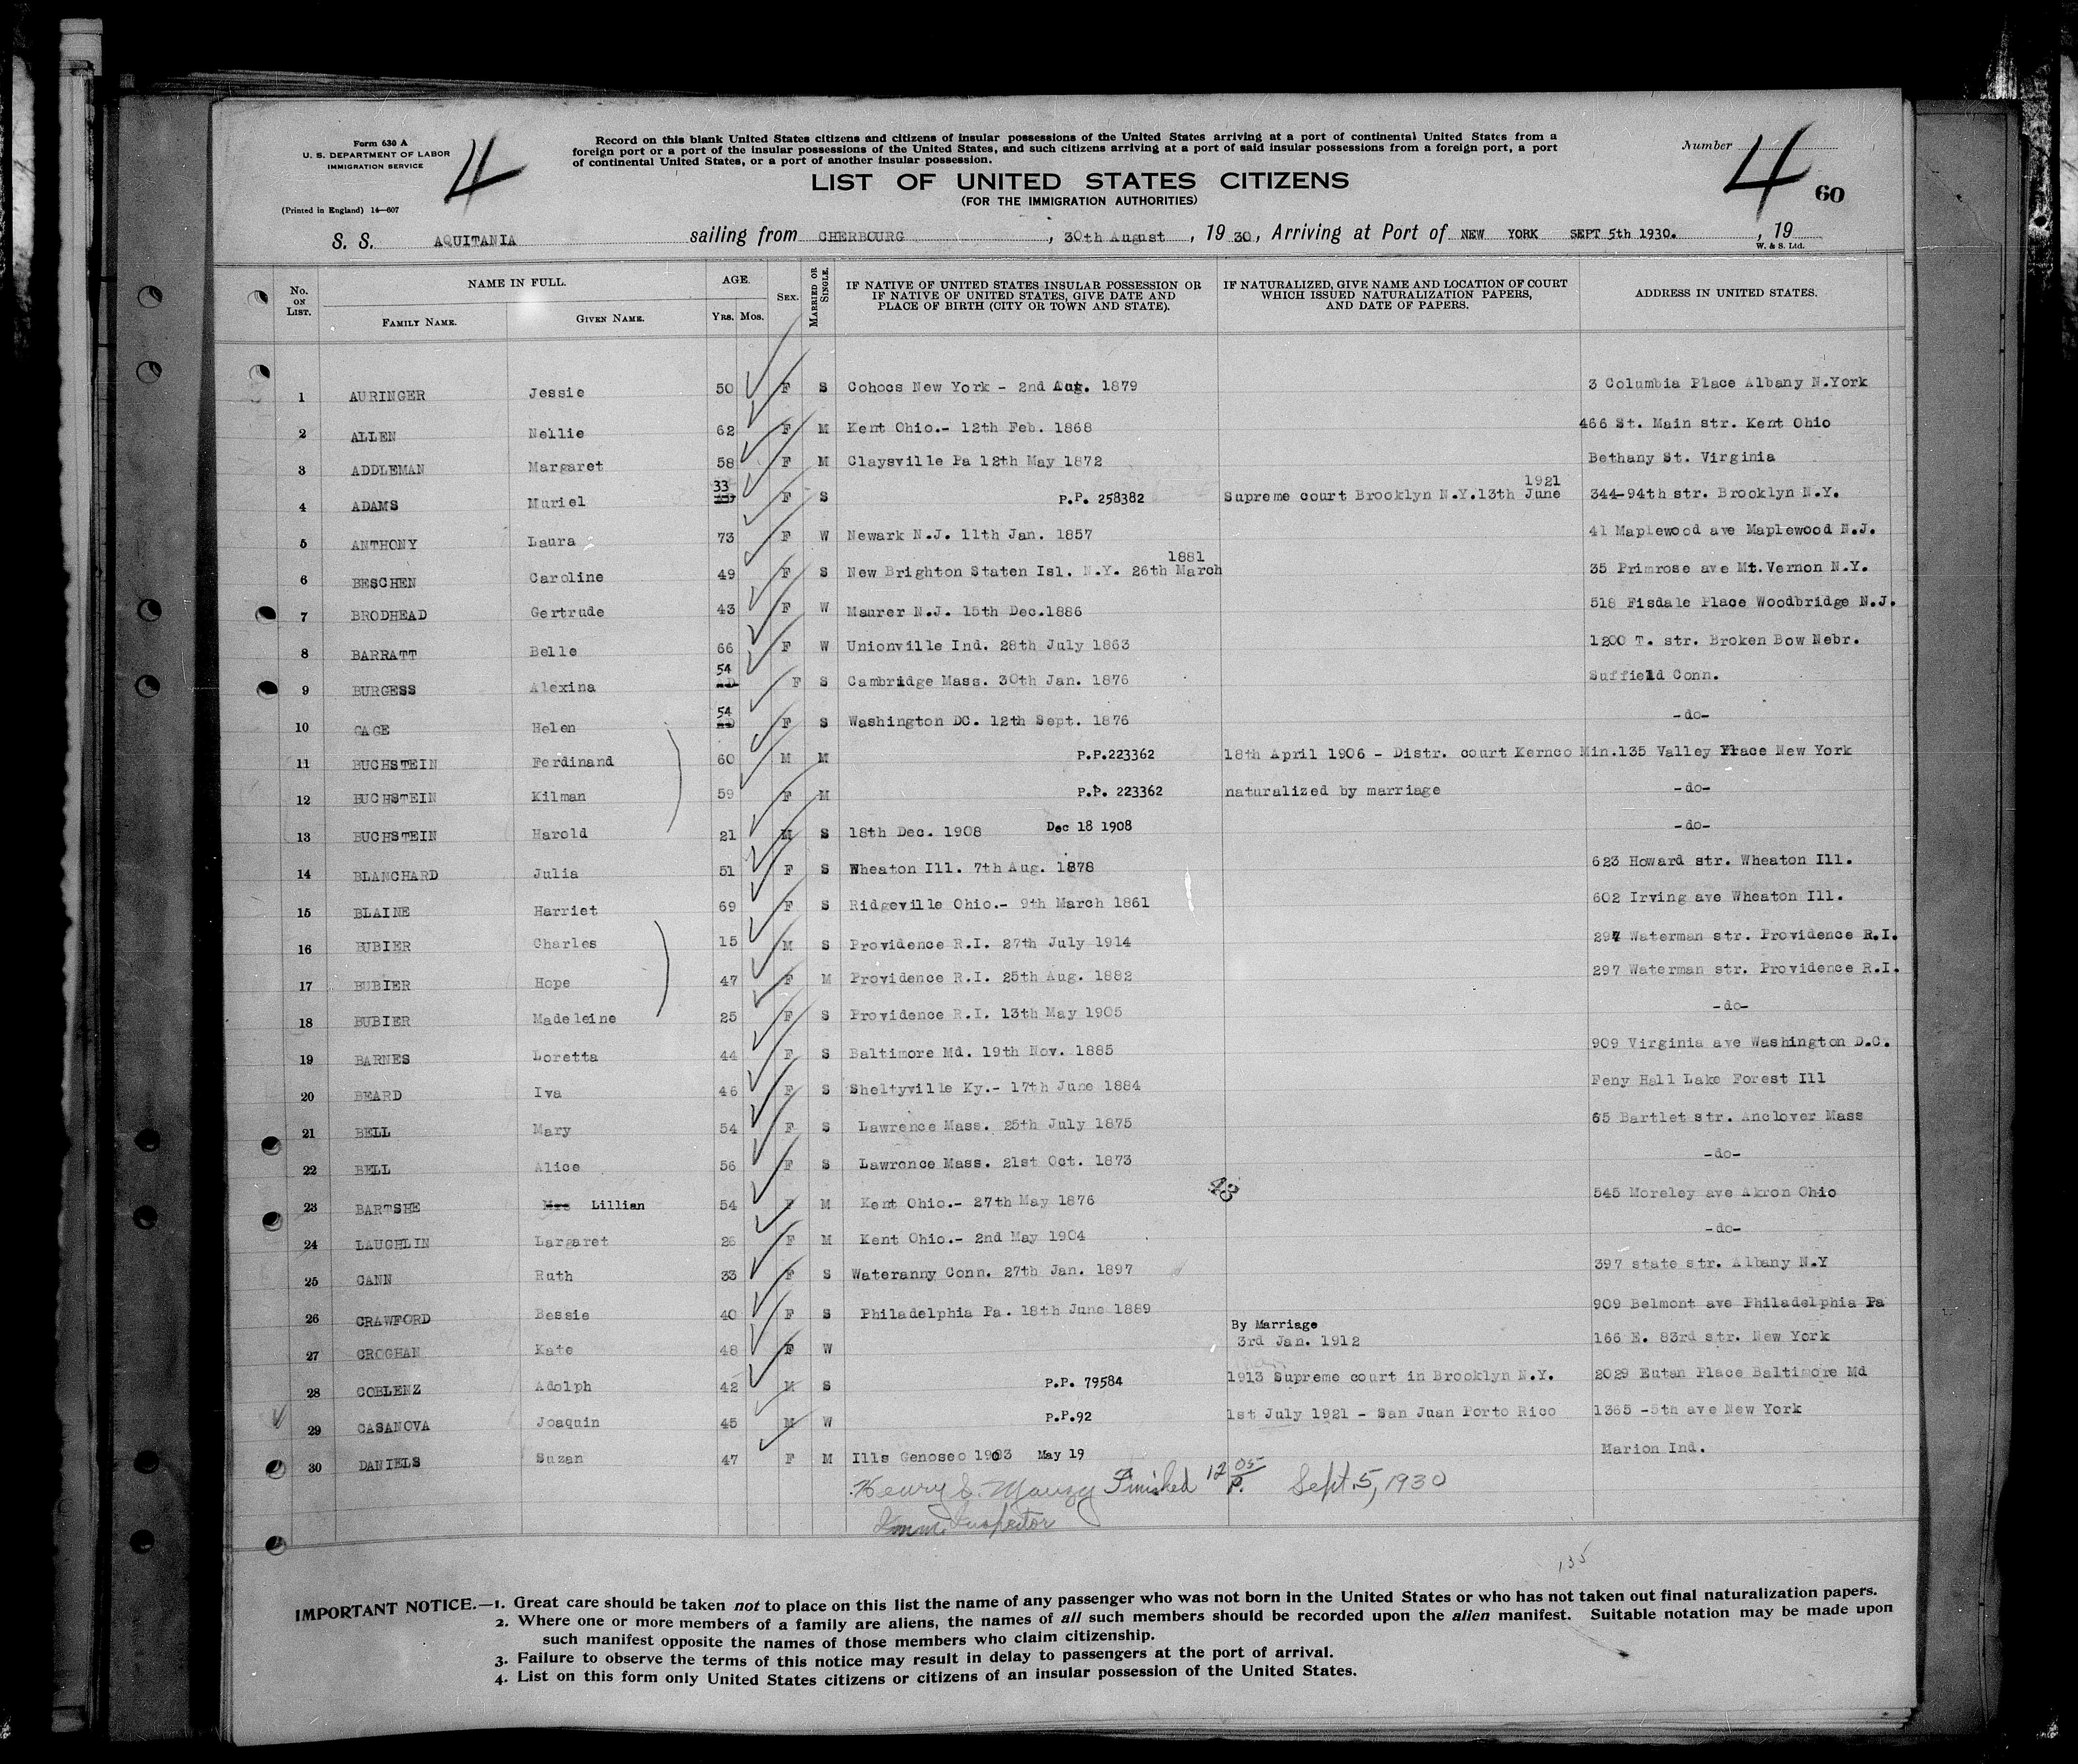 Form 630 A
U. S. DEPARTMENT OF LABOR
IMMIGRATION SERVICE
(Printed in England) 14—607
4
Record on this blank United States citizens and citizens of insular possessions of the United States arriving at a port of continental United States from a
foreign port or a port of the insular possessions of the United States, and such citizens arriving at a port of said insular possessions from a foreign port, a port
of continental United States, or a port of another insular possession.
Number 4 60
LIST OF UNITED STATES CITIZENS
(FOR THE IMMIGRATION AUTHORITIES)
S. S. AQUITANIA sailing from CHERBOURG , 30th August , 19 30, Arriving at Port of NEW YORK SEPT 5th 1930. , 19
W. & S. Ltd.
No. ON LIST. NAME IN FULL. FAMILY NAME. GIVEN NAME. AGE. YRS. MOS. SEX. MARRIED OR SINGLE. IF NATIVE OF UNITED STATES INSULAR POSSESSION OR IF NATIVE OF UNITED STATES, GIVE DATE AND PLACE OF BIRTH (CITY OR TOWN AND STATE). IF NATURALIZED, GIVE NAME AND LOCATION OF COURT WHICH ISSUED NATURALIZATION PAPERS, AND DATE OF PAPERS. ADDRESS IN UNITED STATES.
1 AURINGER Jessie 50 F S Cohocs New York - 2nd Aug. 1879 3 Columbia Place Albany N.York
2 ALLEN Nellie 62 F M Kent Ohio.- 12th Feb. 1868 466 St. Main str. Kent Ohio
3 ADDLEMAN Margaret 58 F M Claysville Pa 12th May 1872 Bethany St. Virginia
4 ADAMS Muriel 33 F S P.P. 258382 Supreme court Brooklyn N.Y.13th June 1921 344-94th str. Brooklyn N.Y.
5 ANTHONY Laura 73 F W Newark N.J. 11th Jan. 1857 41 Maplewood ave Maplewood N.J.
6 BESCHEN Caroline 49 F S New Brighton Staten Isl. N.Y. 26th March 1881 35 Primrose ave Mt.Vernon N.Y.
7 BRODHEAD Gertrude 43 F W Maurer N.J. 15th Dec.1886 518 Fisdale Place Woodbridge N.J.
8 BARRATT Belle 66 F W Unionville Ind. 28th July 1863 1200 T. str. Broken Bow Nebr.
9 BURGESS Alexina 54 F S Cambridge Mass. 30th Jan. 1876 Suffield Conn.
10 CAGE Helen 54 F S Washington DC. 12th Sept. 1876 -do-
11 BUCHSTEIN Ferdinand 60 M M P.P.223362 18th April 1906 - Distr. court Kernco Min.135 Valley Place New York
12 BUCHSTEIN Kilman 59 F M P.P. 223362 naturalized by marriage -do-
13 BUCHSTEIN Harold 21 M S 18th Dec. 1908 Dec 18 1908 -do-
14 BLANCHARD Julia 51 F S Wheaton Ill. 7th Aug. 1878 623 Howard str. Wheaton Ill.
15 BLAINE Harriet 69 F S Ridgeville Ohio.- 9th March 1861 602 Irving ave Wheaton Ill.
16 BUBIER Charles 15 M S Providence R.I. 27th July 1914 297 Waterman str. Providence R.I.
17 BUBIER Hope 47 F M Providence R.I. 25th Aug. 1882 297 Waterman str. Providence R.I.
18 BUBIER Madeleine 25 F S Providence R.I. 13th May 1905 -do-
19 BARNES Loretta 44 F S Baltimore Md. 19th Nov. 1885 909 Virginia ave Washington D.C.
20 BEARD Iva 46 F S Sheltyville Ky.- 17th June 1884 Feny Hall Lake Forest Ill
21 BELL Mary 54 F S Lawrence Mass. 25th July 1875 65 Bartlet str. Anclover Mass
22 BELL Alice 56 F S Lawrence Mass. 21st Oct. 1873 -do-
23 BARTSHE Mrs Lillian 54 F M Kent Ohio.- 27th May 1876 48 545 Moreley ave Akron Ohio
24 LAUGHLIN Largaret 26 F M Kent Ohio.- 2nd May 1904 -do-
25 CANN Ruth 33 F S Wateranny Conn. 27th Jan. 1897 397 state str. Albany N.Y
26 CRAWFORD Bessie 40 F S Philadelphia Pa. 18th June 1889 909 Belmont ave Philadelphia Pa
27 CROGHAN Kate 48 F W By Marriage 3rd Jan. 1912 166 E. 83rd str. New York
28 COBLENZ Adolph 42 M S P.P. 79584 1913 Supreme court in Brooklyn N.Y. 2029 Eutan Place Baltimore Md
29 CASANOVA Joaquin 45 M W P.P.92 1st July 1921 - San Juan Porto Rico 1365 -5th ave New York
30 DANIELS Suzan 47 F M Ills Genoseo 1903 May 19 Marion Ind.
Henry S. Mauzy Finished 12 05 P. Sept. 5, 1930
Imm. Inspector
135
IMPORTANT NOTICE.—1. Great care should be taken not to place on this list the name of any passenger who was not born in the United States or who has not taken out final naturalization papers.
2. Where one or more members of a family are aliens, the names of all such members should be recorded upon the alien manifest. Suitable notation may be made upon
such manifest opposite the names of those members who claim citizenship.
3. Failure to observe the terms of this notice may result in delay to passengers at the port of arrival.
4. List on this form only United States citizens or citizens of an insular possession of the United States.